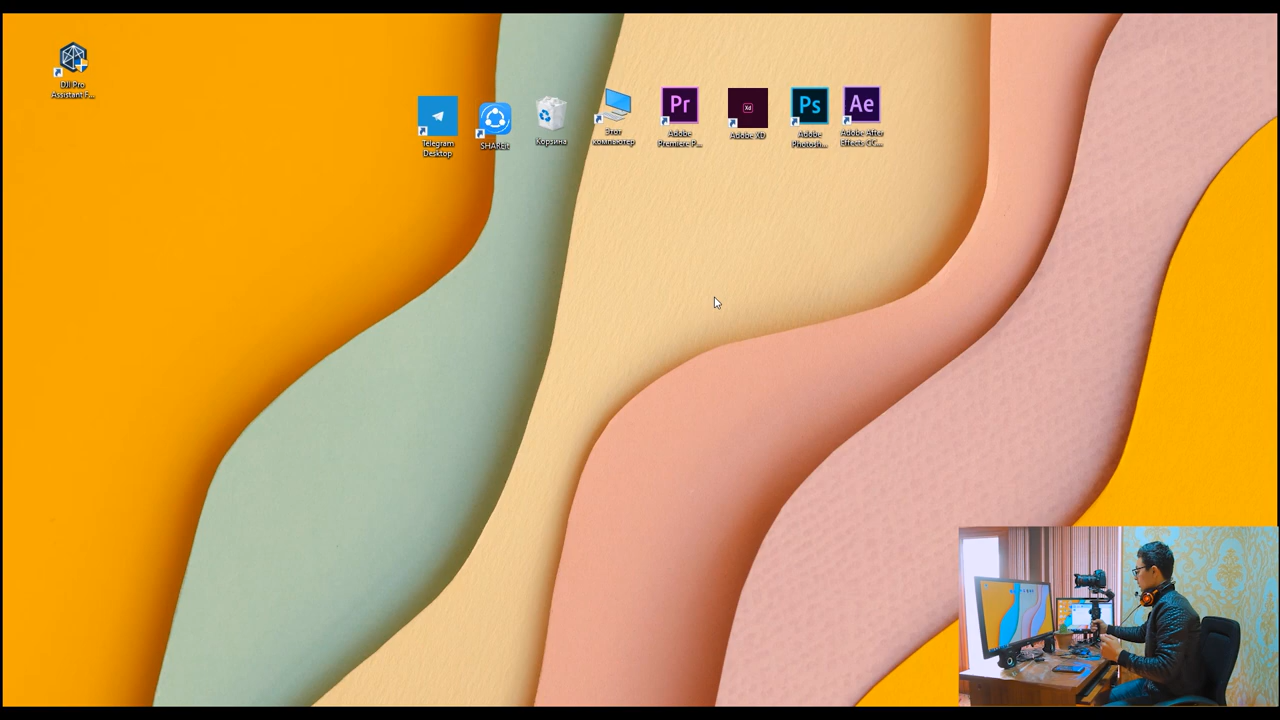 DJI Pro
Assistant F...
Telegram
Desktop
SHAREit
Корзина
Этот
компьютер
Pr
Adobe
Premiere P...
Xd
Adobe XD
Ps
Adobe
Photosh...
Ae
Adobe After
Effects CC...